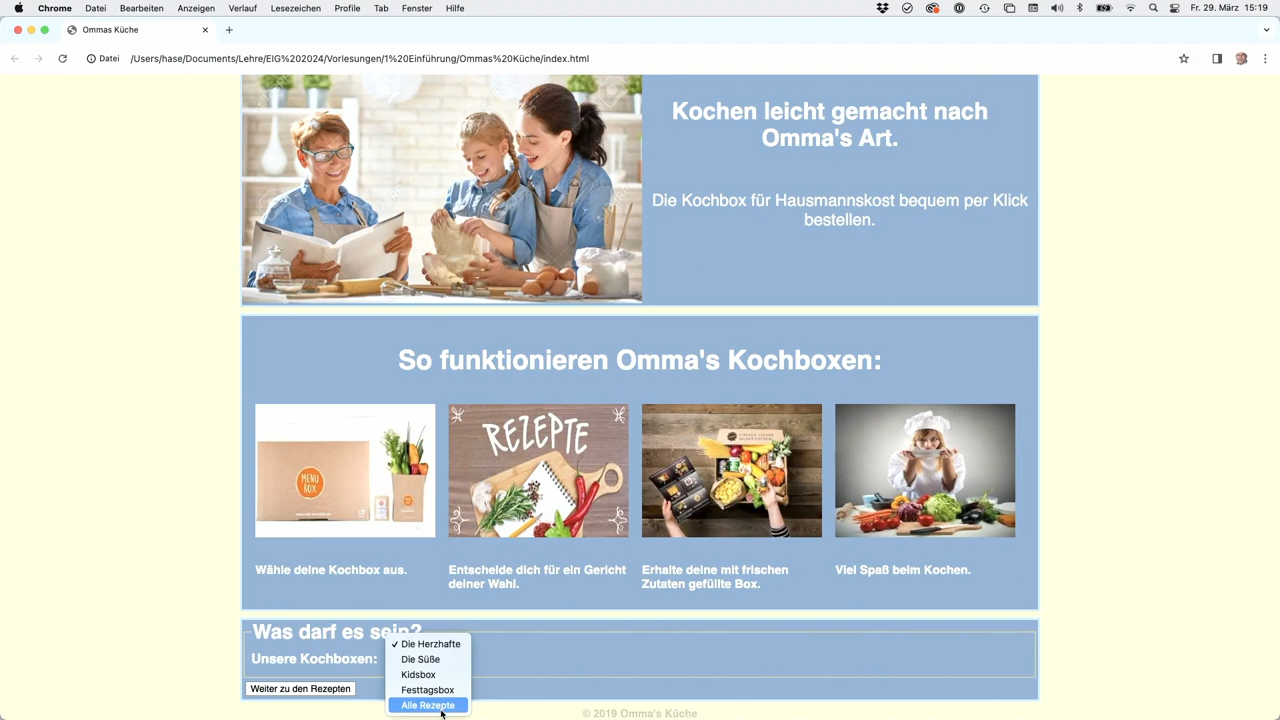 Chrome Datei Bearbeiten Anzeigen Verlauf Lesezeichen Profile Tab Fenster Hilfe Fr. 29. März 15:19
Ommas Küche
Datei /Users/hase/Documents/Lehre/EIG%202024/Vorlesungen/1%20Einführung/Ommas%20Küche/index.html
Kochen leicht gemacht nach
Omma's Art.
Die Kochbox für Hausmannskost bequem per Klick
bestellen.
So funktionieren Omma's Kochboxen:
MENU
BOX
REZEPTE
Wähle deine Kochbox aus.
Entscheide dich für ein Gericht
deiner Wahl.
Erhalte deine mit frischen
Zutaten gefüllte Box.
Viel Spaß beim Kochen.
Was darf es sein?
Unsere Kochboxen:
✓ Die Herzhafte
Die Süße
Kidsbox
Festtagsbox
Alle Rezepte
Weiter zu den Rezepten
© 2019 Omma's Küche